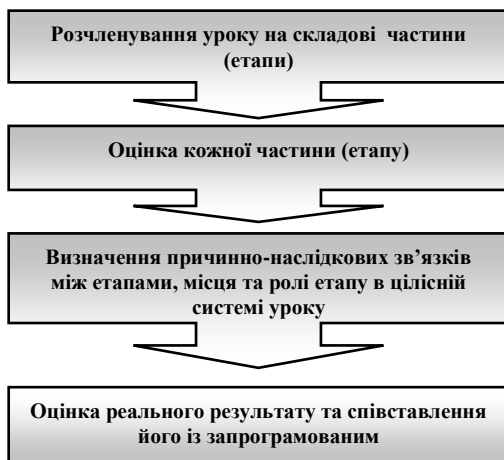 Розчленування уроку на складові частини
(етапи)
Оцінка кожної частини (етапу)
Визначення причинно-наслідкових зв’язків
між етапами, місця та ролі етапу в цілісній
системі уроку
Оцінка реального результату та співставлення
його із запрограмованим